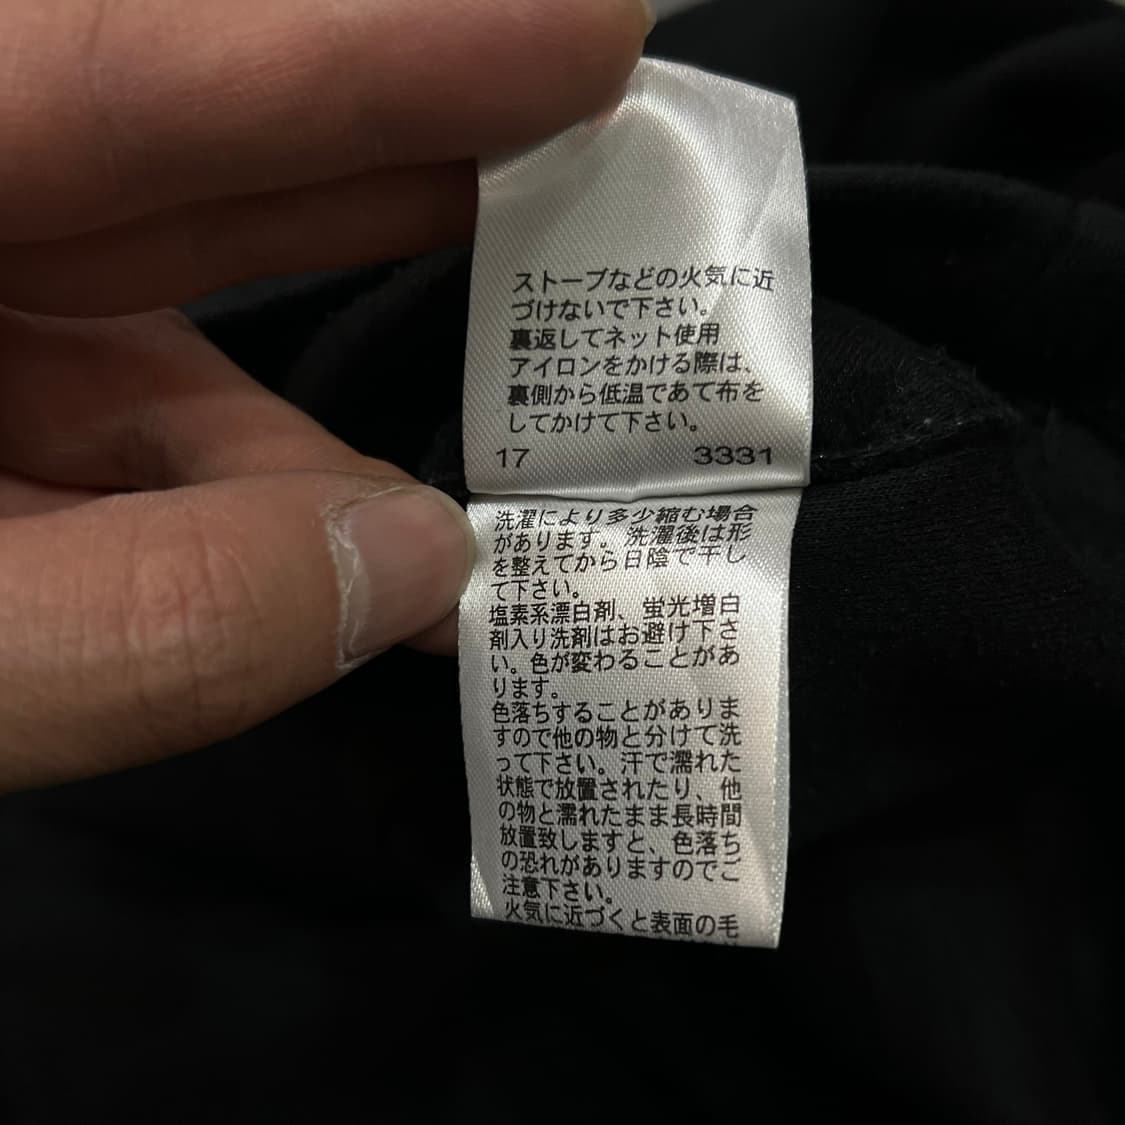 ストーブなどの火気に近
づけないで下さい。
裏返してネット使用
アイロンをかける際は、
裏側から低温であて布を
してかけて下さい。
17 3331
洗濯により多少縮む場合
があります。洗濯後は形
を整えてから日陰で干し
て下さい。
塩素系漂白剤、蛍光増白
剤入り洗剤はお避け下さ
い。色が変わることがあ
ります。
色落ちすることがありま
すので他の物と分けて洗
って下さい。汗で濡れた
状態で放置されたり、他
の物と濡れたまま長時間
放置致しますと、色落ち
の恐れがありますのでご
注意下さい。
火気に近づくと表面の毛